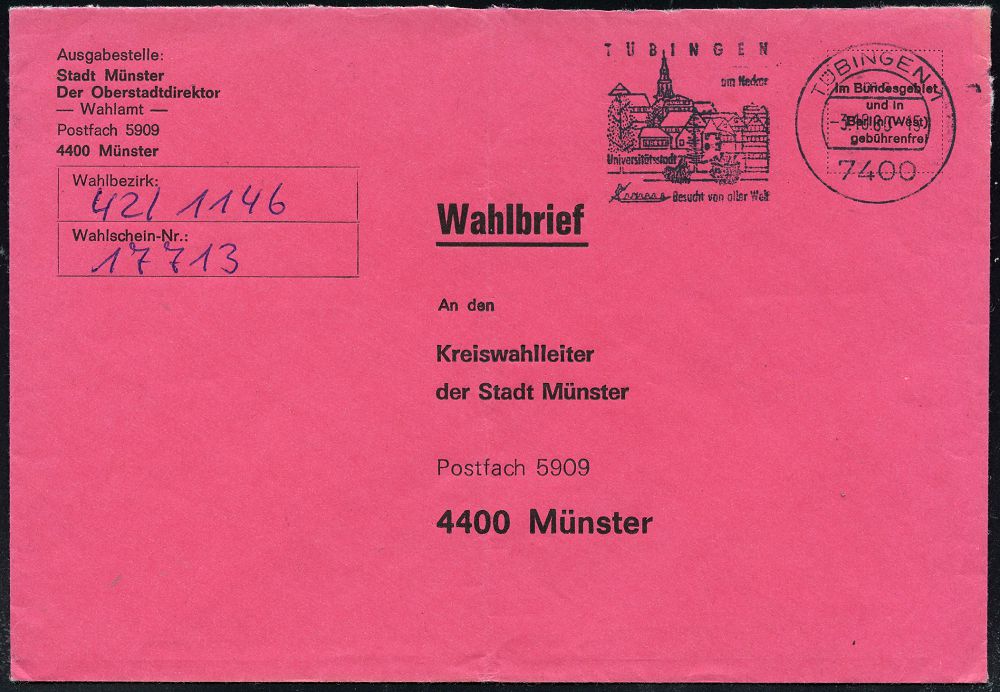 Ausgabestelle:
Stadt Münster
Der Oberstadtdirektor
— Wahlamt —
Postfach 5909
4400 Münster
Wahlbezirk:
42/ 1146
Wahlschein-Nr.:
17713
TÜBINGEN
am Neckar
Universitätsstadt
Besucht von aller Welt
TÜBINGEN 1
7400
Im Bundesgebiet
und in
Berlin (West)
gebührenfrei
Wahlbrief
An den
Kreiswahlleiter
der Stadt Münster
Postfach 5909
4400 Münster